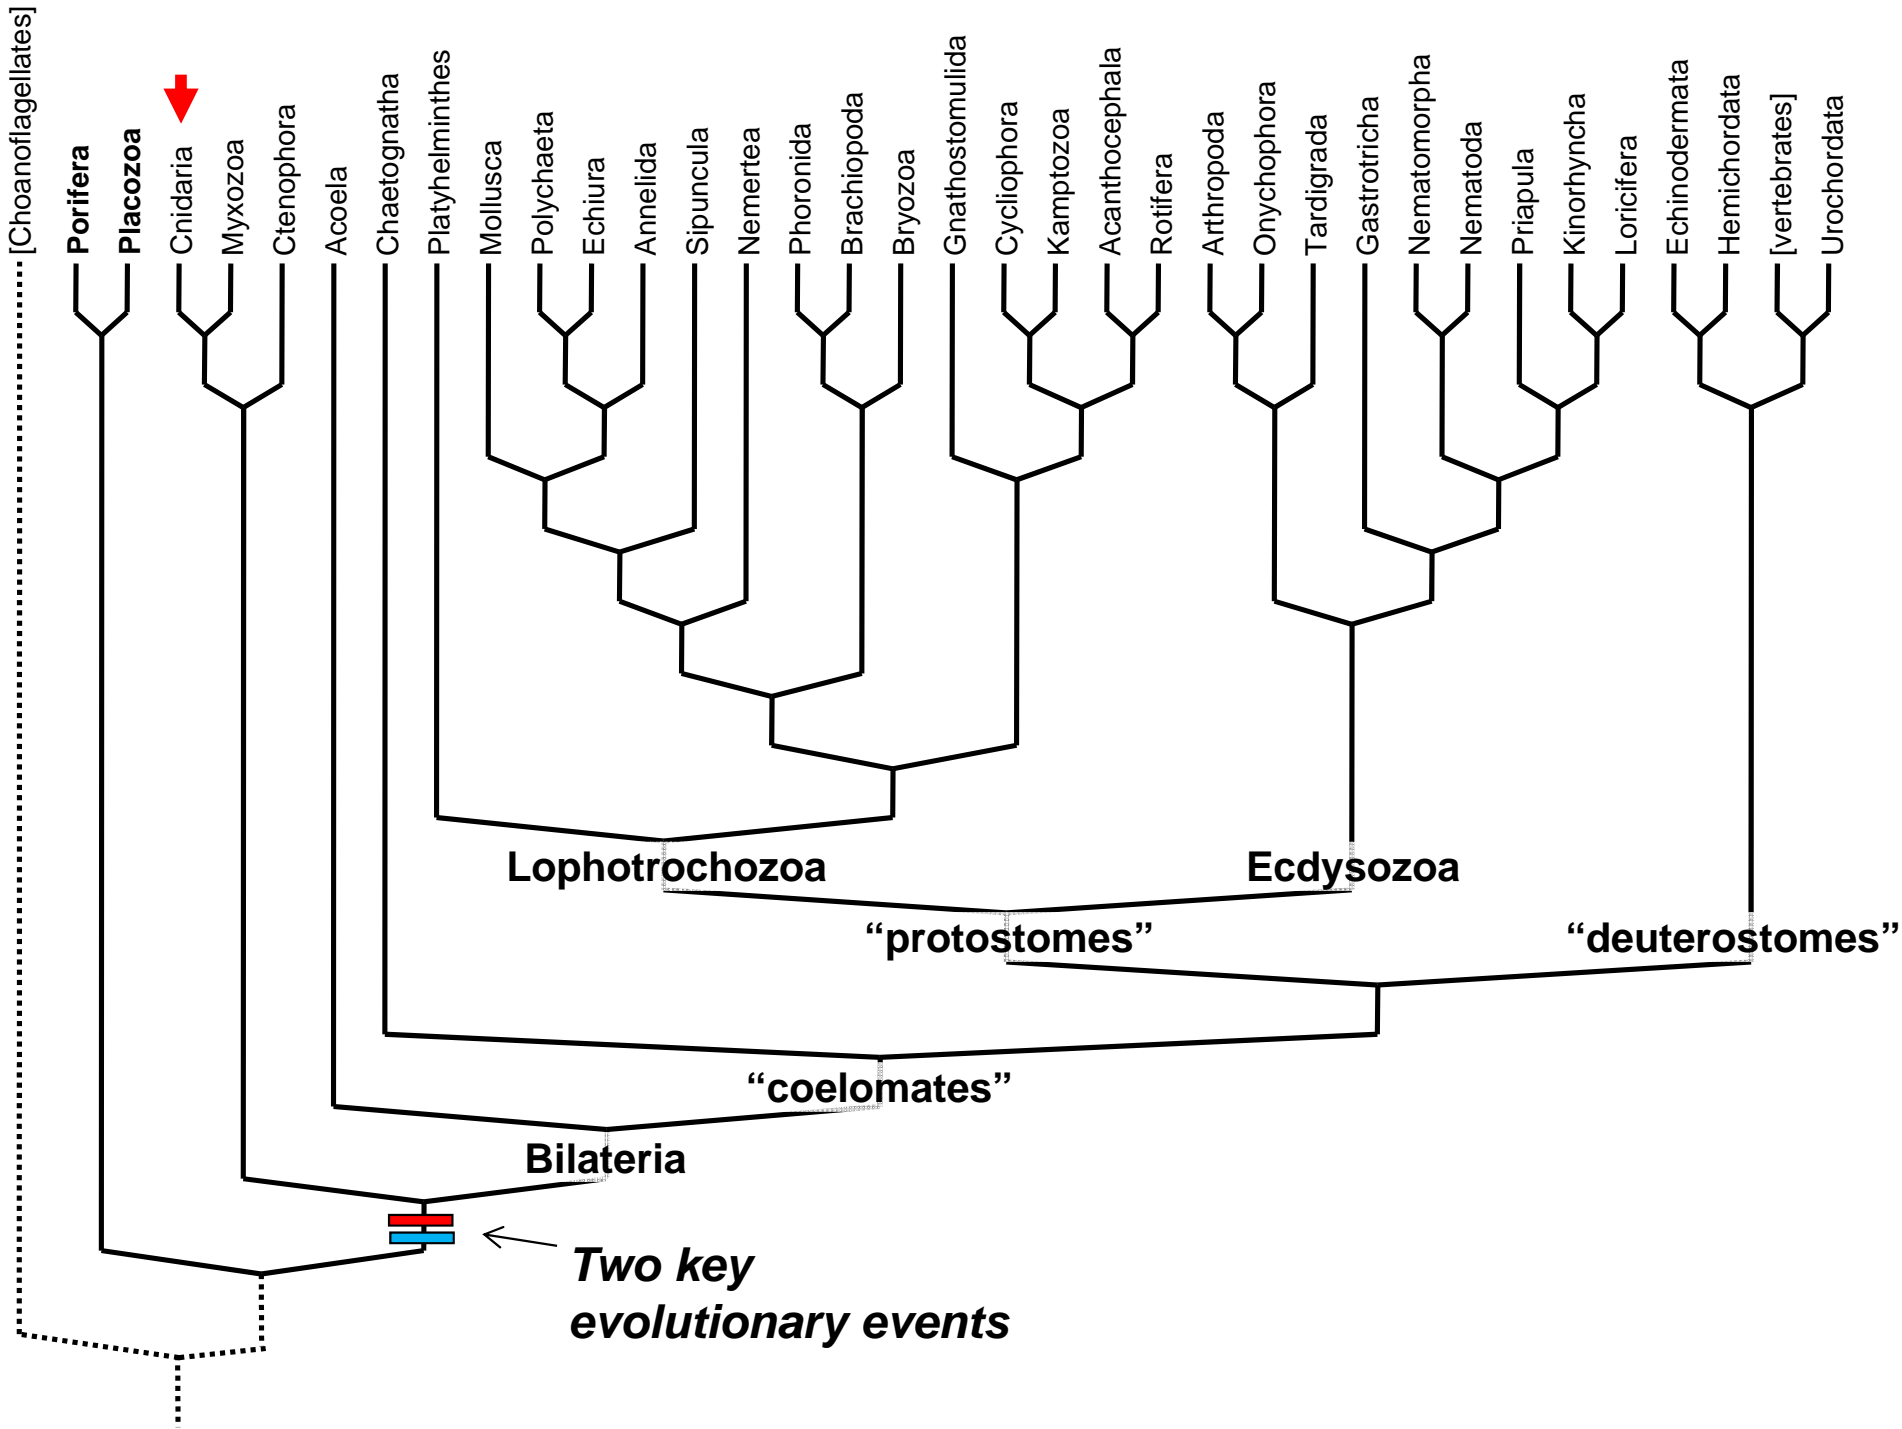 [Choanoflagellates]
Porifera
Placozoa
Cnidaria
Myxozoa
Ctenophora
Acoela
Chaetognatha
Platyhelminthes
Mollusca
Polychaeta
Echiura
Annelida
Sipuncula
Nemertea
Phoronida
Brachiopoda
Bryozoa
Gnathostomulida
Cycliophora
Kamptozoa
Acanthocephala
Rotifera
Arthropoda
Onychophora
Tardigrada
Gastrotricha
Nematomorpha
Nematoda
Priapula
Kinorhyncha
Loricifera
Echinodermata
Hemichordata
[vertebrates]
Urochordata
Lophotrochozoa
Ecdysozoa
“protostomes”
“deuterostomes”
“coelomates”
Bilateria
Two key
evolutionary events